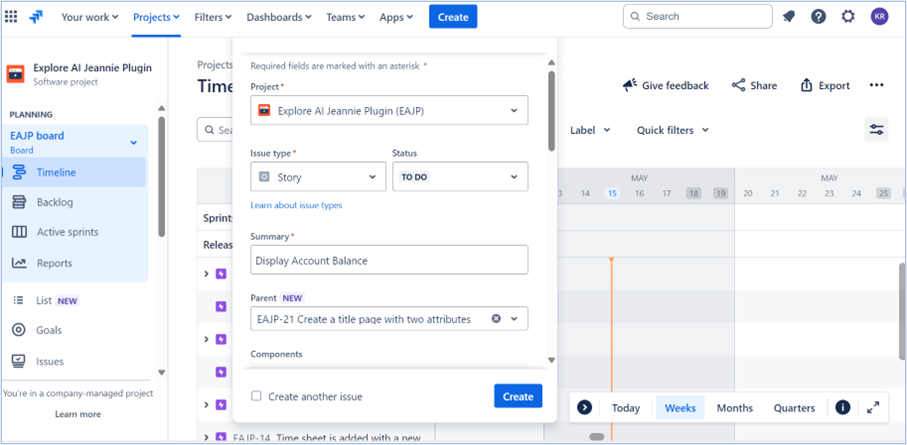 Your work Projects Filters Dashboards Teams Apps Create Search KR
Explore AI Jeannie Plugin
Software project
PLANNING
EAJP board
Board
Timeline
Backlog
Active sprints
Reports
List NEW
Goals
Issues
You're in a company-managed project
Learn more
Projects
Time
Sea
Give feedback Share Export
Label Quick filters
MAY MAY
3 14 15 16 17 18 19 20 21 22 23 24 25
Sprints
Releas
EAJP-14 Time sheet is added with a new
Required fields are marked with an asterisk *
Project *
Explore AI Jeannie Plugin (EAJP)
Issue type * Status
Story TO DO
Learn about issue types
Summary *
Display Account Balance
Parent NEW
EAJP-21 Create a title page with two attributes
Components
Create another issue Create
Today Weeks Months Quarters